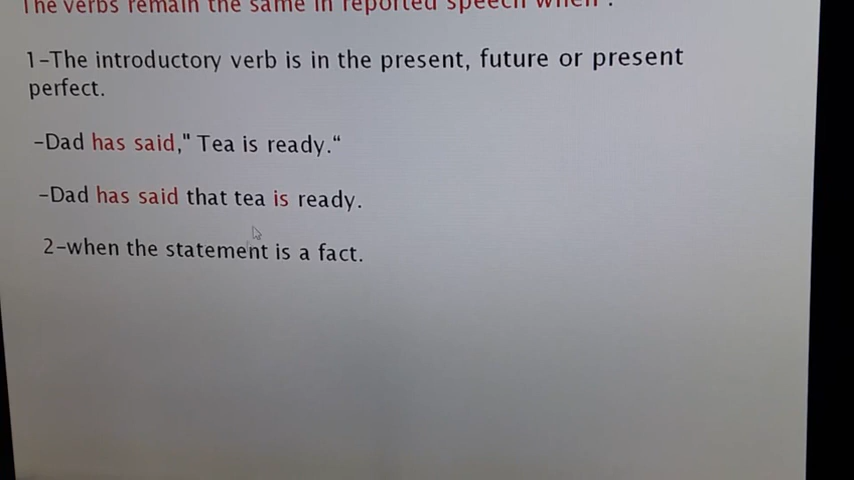 The verbs remain the same in reported speech when :
1-The introductory verb is in the present, future or present
perfect.
-Dad has said," Tea is ready.“
-Dad has said that tea is ready.
2-when the statement is a fact.